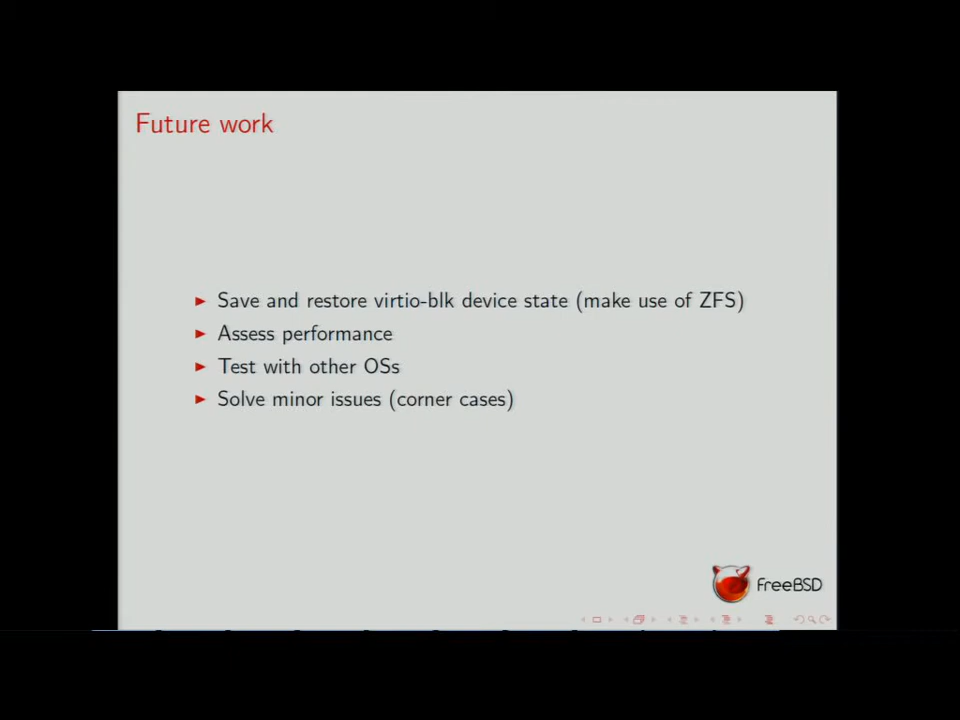 Future work
Save and restore virtio-blk device state (make use of ZFS)
Assess performance
Test with other OSs
Solve minor issues (corner cases)
FreeBSD